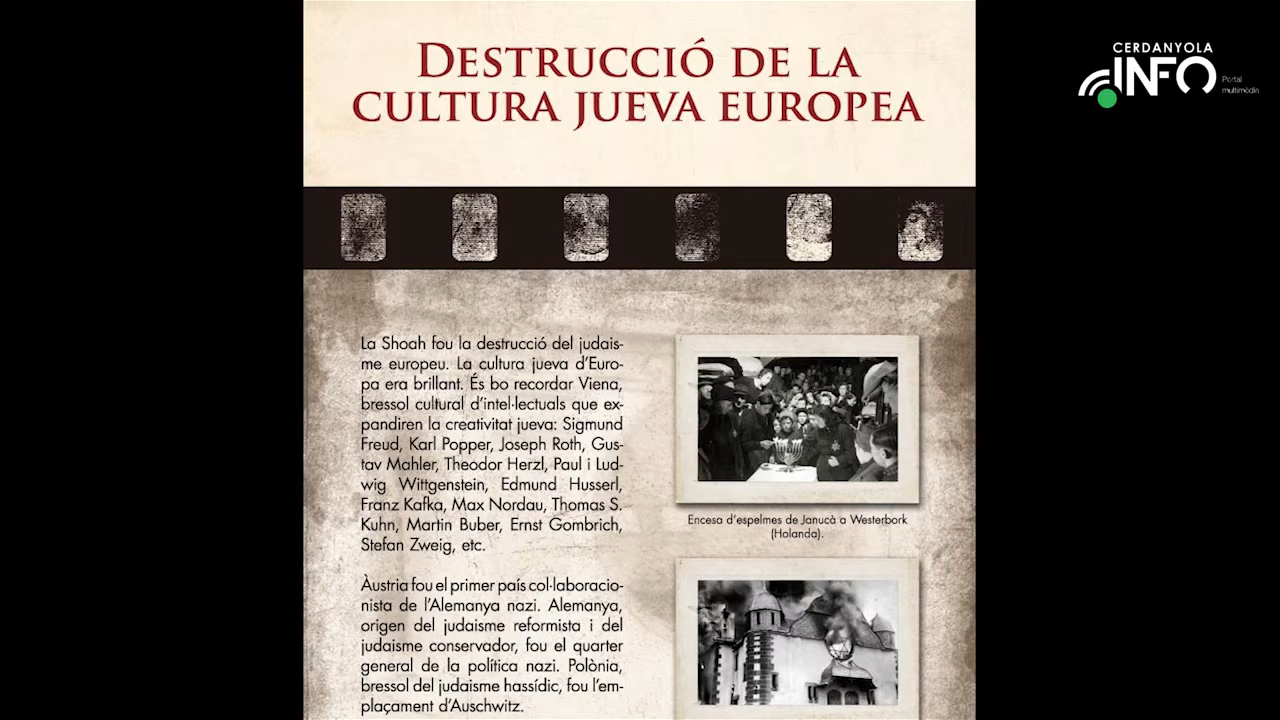 DESTRUCCIÓ DE LA
CULTURA JUEVA EUROPEA
CERDANYOLA
INFO
Portal
multimèdin
La Shoah fou la destrucció del judais-
me europeu. La cultura jueva d'Euro-
pa era brillant. És bo recordar Viena,
bressol cultural d'intel·lectuals que ex-
pandiren la creativitat jueva: Sigmund
Freud, Karl Popper, Joseph Roth, Gus-
tav Mahler, Theodor Herzl, Paul i Lud-
wig Wittgenstein, Edmund Husserl,
Franz Kafka, Max Nordau, Thomas S.
Kuhn, Martin Buber, Ernst Gombrich,
Stefan Zweig, etc.
Àustria fou el primer país col·laboracio-
nista de l'Alemanya nazi. Alemanya,
origen del judaisme reformista i del
judaisme conservador, fou el quarter
general de la política nazi. Polònia,
bressol del judaisme hassídic, fou l'em-
plaçament d'Auschwitz.
Encesa d'espelmes de Janucà a Westerbork
(Holanda).